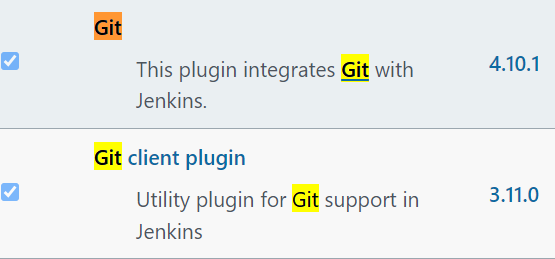 Git
This plugin integrates Git with
Jenkins.
4.10.1
Git client plugin
Utility plugin for Git support in
Jenkins
3.11.0